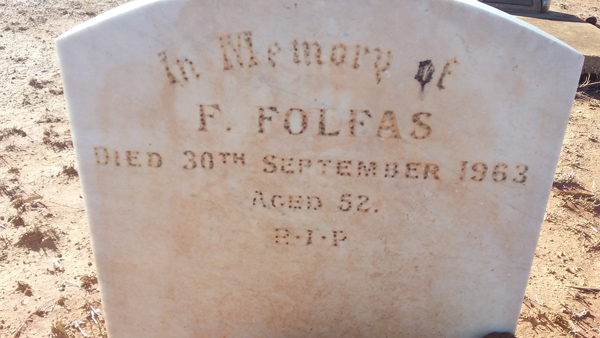 In Memory of
F. FOLFAS
DIED 30TH SEPTEMBER 1963
AGED 52.
R·I·P